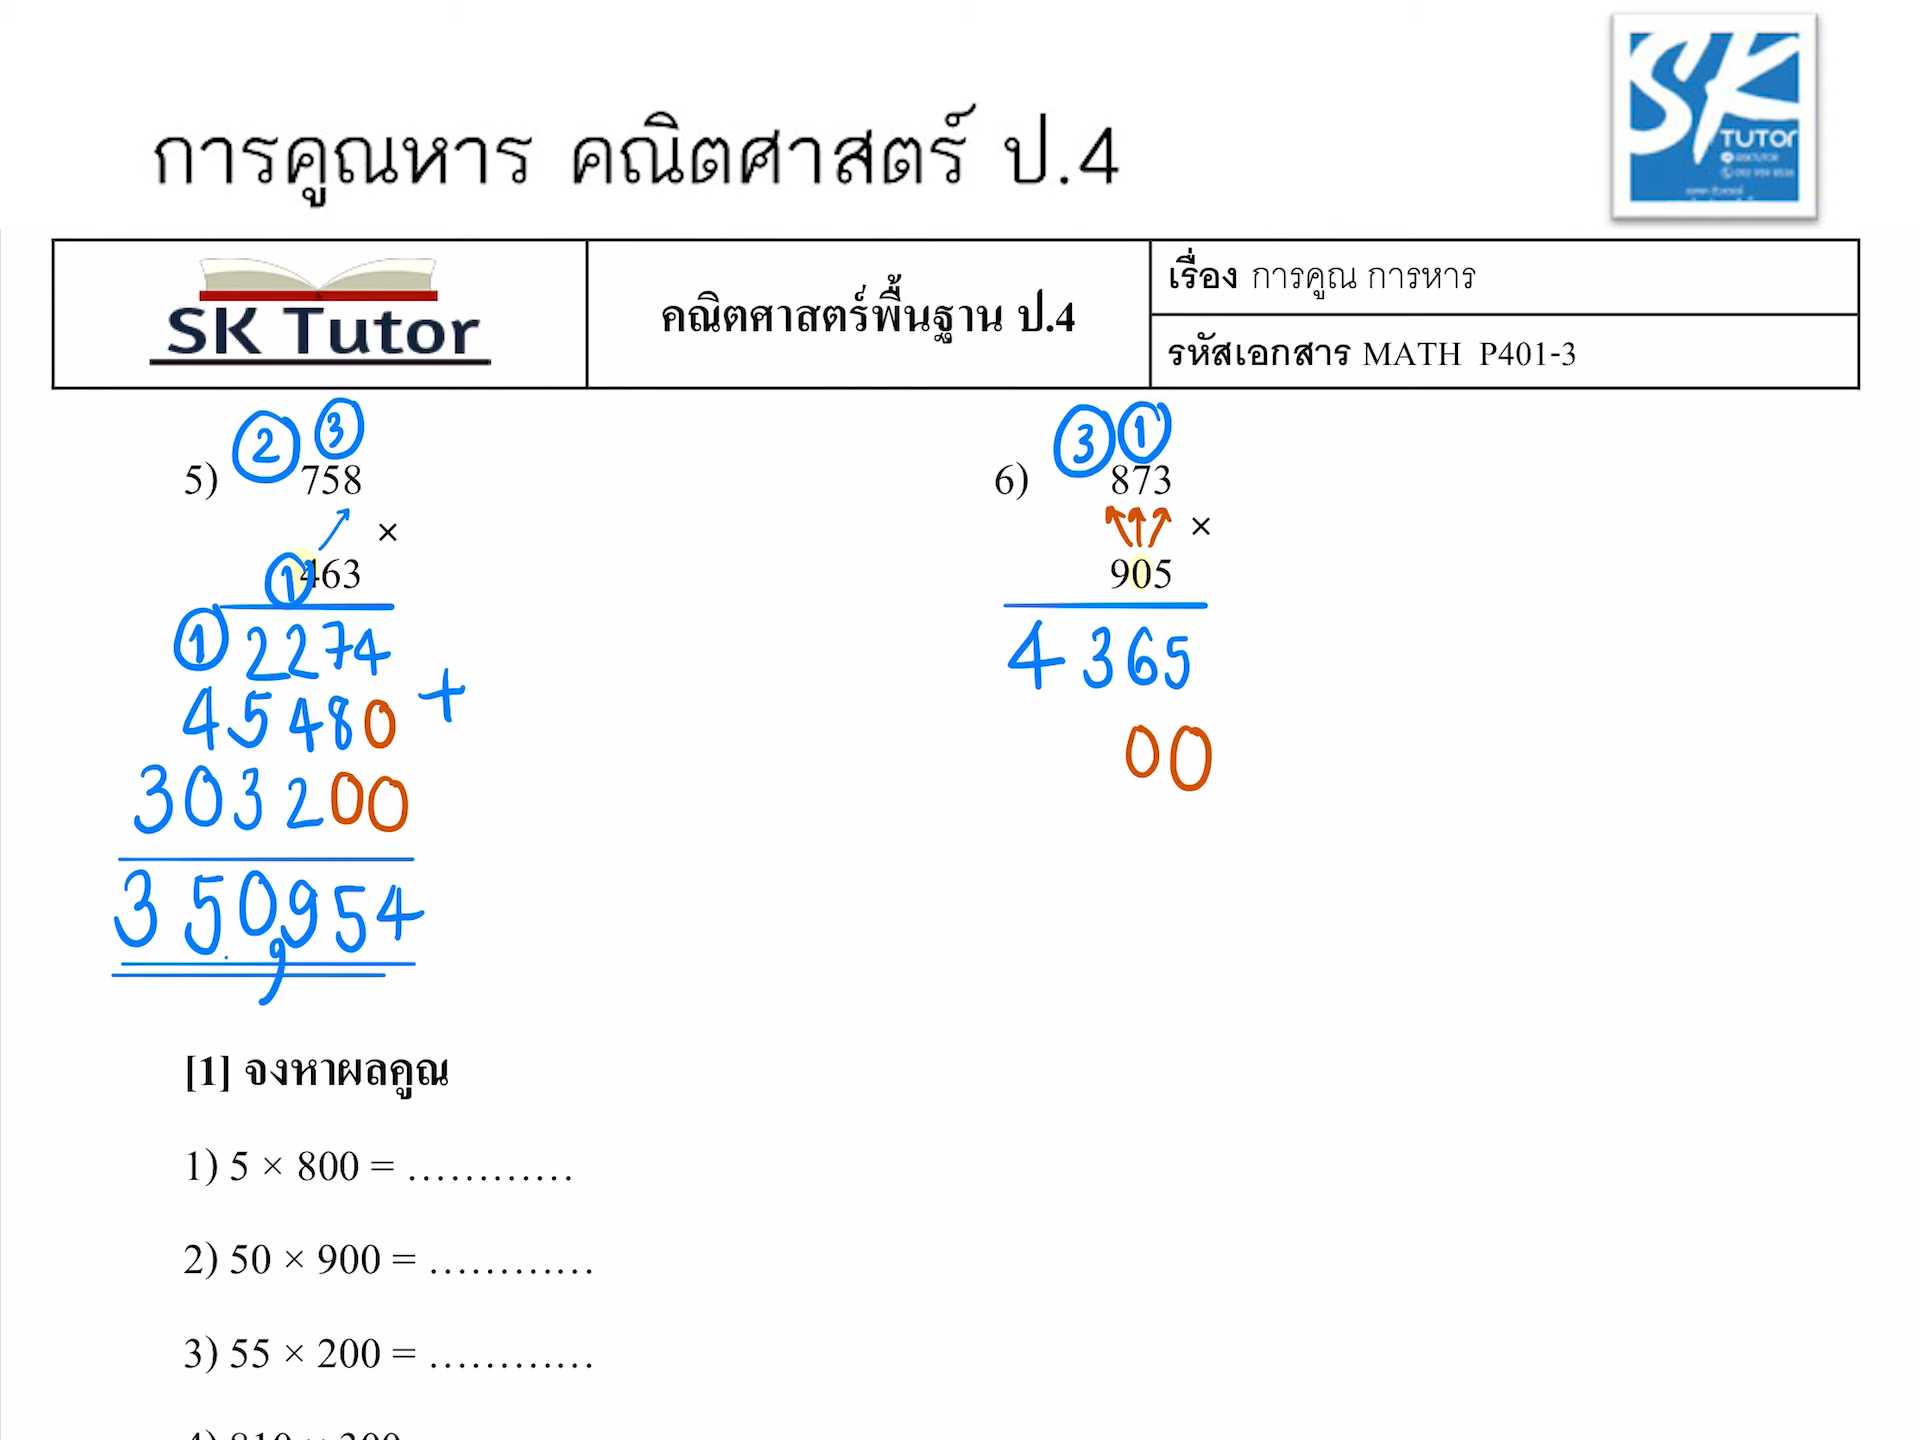 SK
TUTOR
การคูณหาร คณิตศาสตร์ ป.4
SK Tutor
คณิตศาสตร์พื้นฐาน ป.4
เรื่อง การคูณ การหาร
รหัสเอกสาร MATH P401-3
2 3
5) 758
×
1
463
1 2274
+
45480
303200
350,954
3 1
6) 873
×
905
4365
00
[1] จงหาผลคูณ
1) 5 × 800 = …………
2) 50 × 900 = …………
3) 55 × 200 = …………